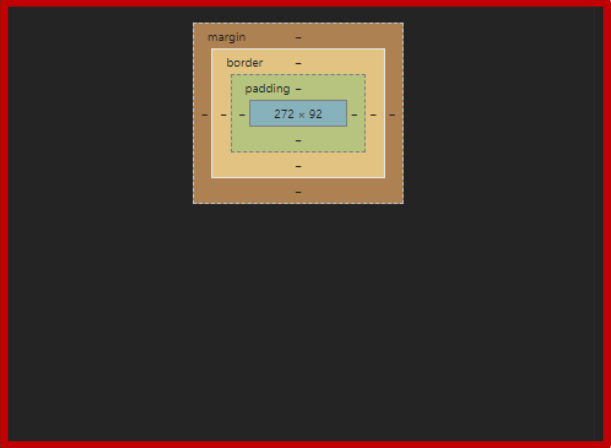 margin –
border –
padding –
– – – 272 × 92 – – –
–
–
–